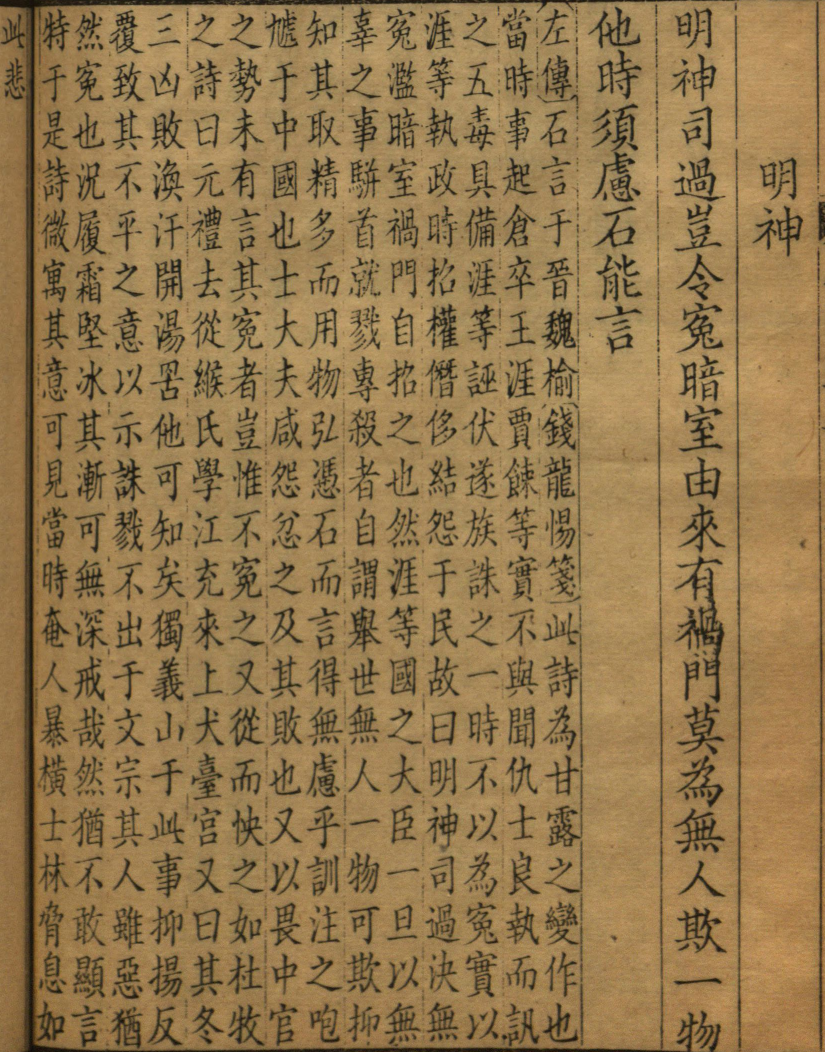 明神
明神司過豈令冤暗室由來有禍門莫為無人欺一物
他時須慮石能言
左傳石言于晉魏榆錢龍惕箋此詩為甘露之變作也
當時事起倉卒王涯賈餗等實不與聞仇士良執而訊
之五毒具備涯等誣伏遂族誅之一時不以為冤實以
涯等執政時招權僭侈結怨于民故曰明神司過決無
冤濫暗室禍門自招之也然涯等國之大臣一旦以無
辜之事駢首就戮專殺者自謂舉世無人一物可欺抑
知其取精多而用物弘憑石而言得無慮乎訓注之咆
虓于中國也士大夫咸怨忿之及其敗也又以畏中官
之勢未有言其冤者豈惟不冤之又從而怏之如杜牧
之詩曰元禮去從緱氏學江充來上犬臺宮又曰其冬
三凶敗渙汗開湯罟他可知矣獨義山于此事抑揚反
覆致其不平之意以示誅戮不出于文宗其人雖惡猶
然冤也況履霜堅冰其漸可無深戒哉然猶不敢顯言
特于是詩微寓其意可見當時奄人暴橫士林脅息如
此悲